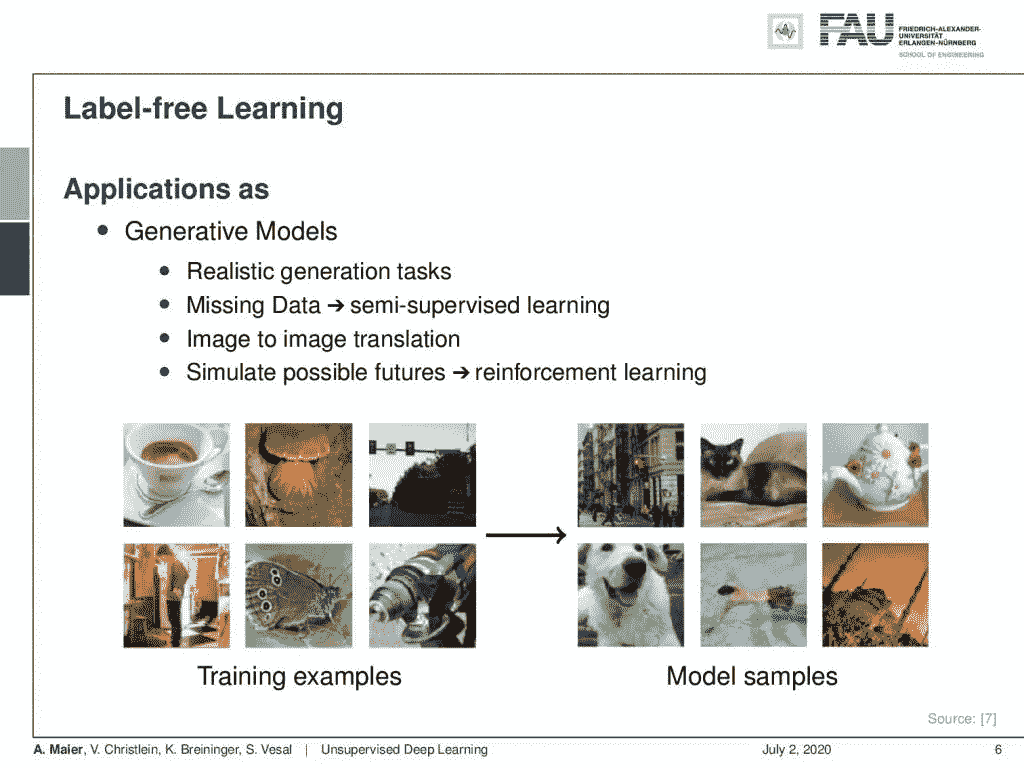 FAU
FRIEDRICH-ALEXANDER-
UNIVERSITÄT
ERLANGEN-NÜRNBERG
SCHOOL OF ENGINEERING
Label-free Learning
Applications as
• Generative Models
• Realistic generation tasks
• Missing Data ➔ semi-supervised learning
• Image to image translation
• Simulate possible futures ➔ reinforcement learning
Training examples
Model samples
Source: [7]
A. Maier, V. Christlein, K. Breininger, S. Vesal | Unsupervised Deep Learning July 2, 2020 6